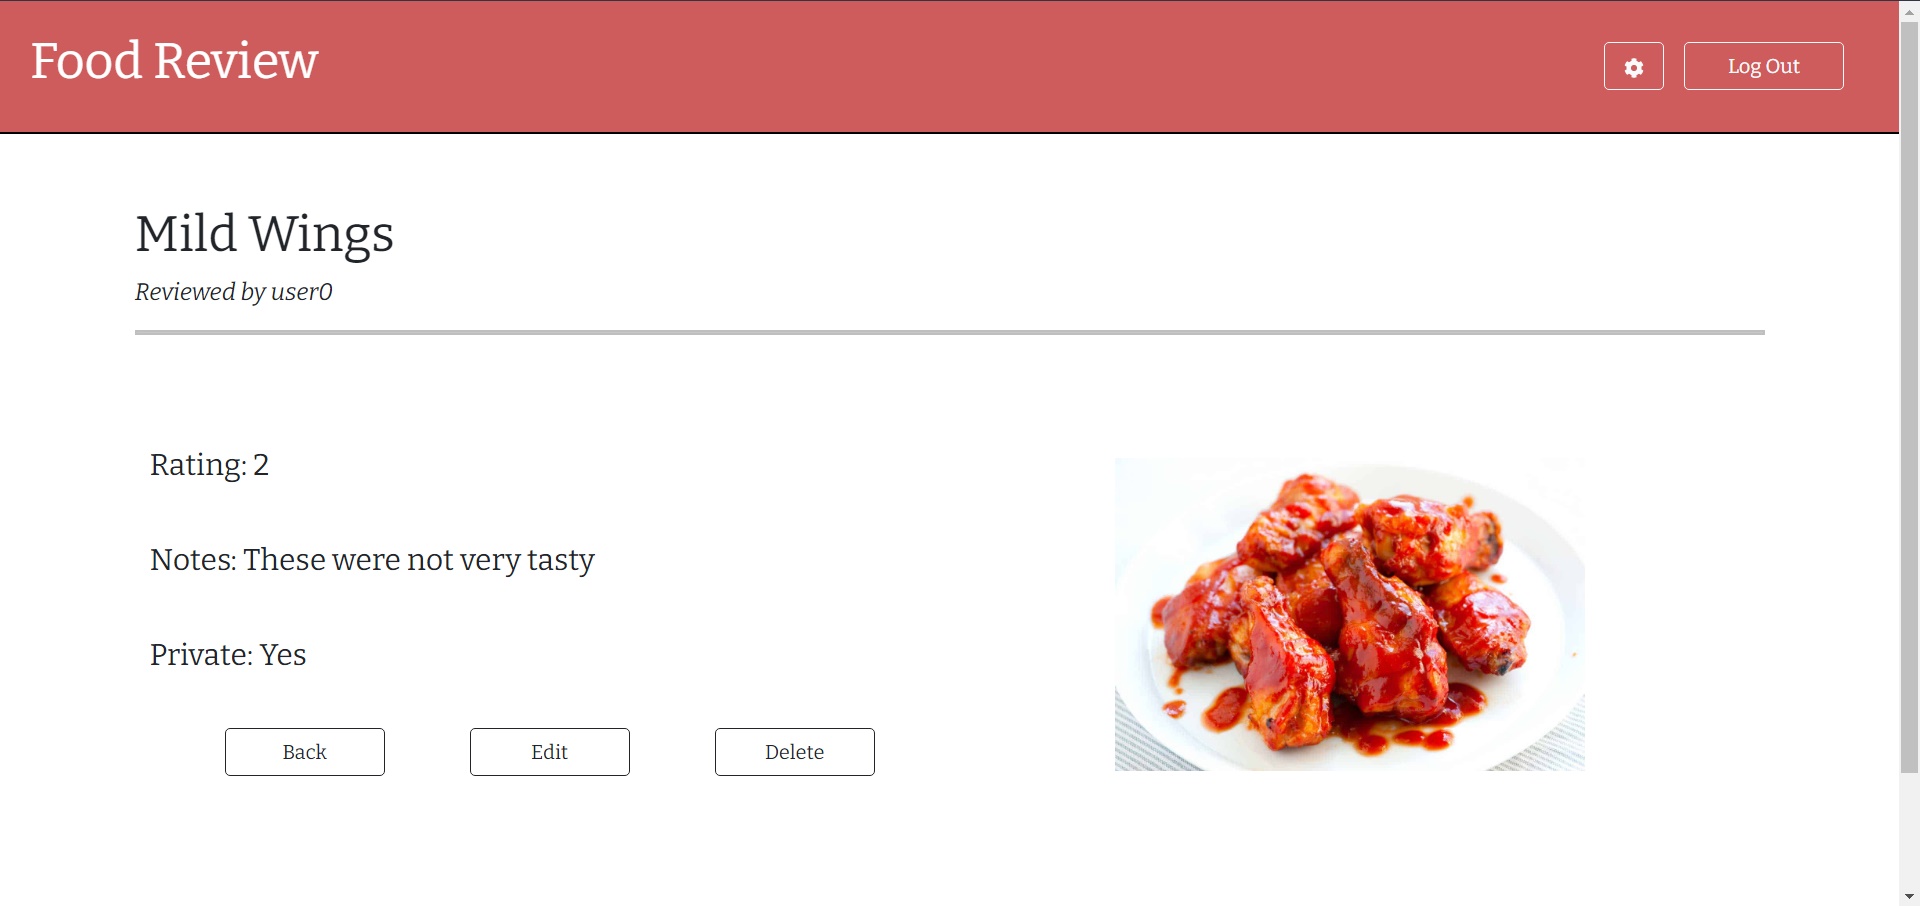 Food Review
Log Out
Mild Wings
Reviewed by user0
Rating: 2
Notes: These were not very tasty
Private: Yes
Back
Edit
Delete